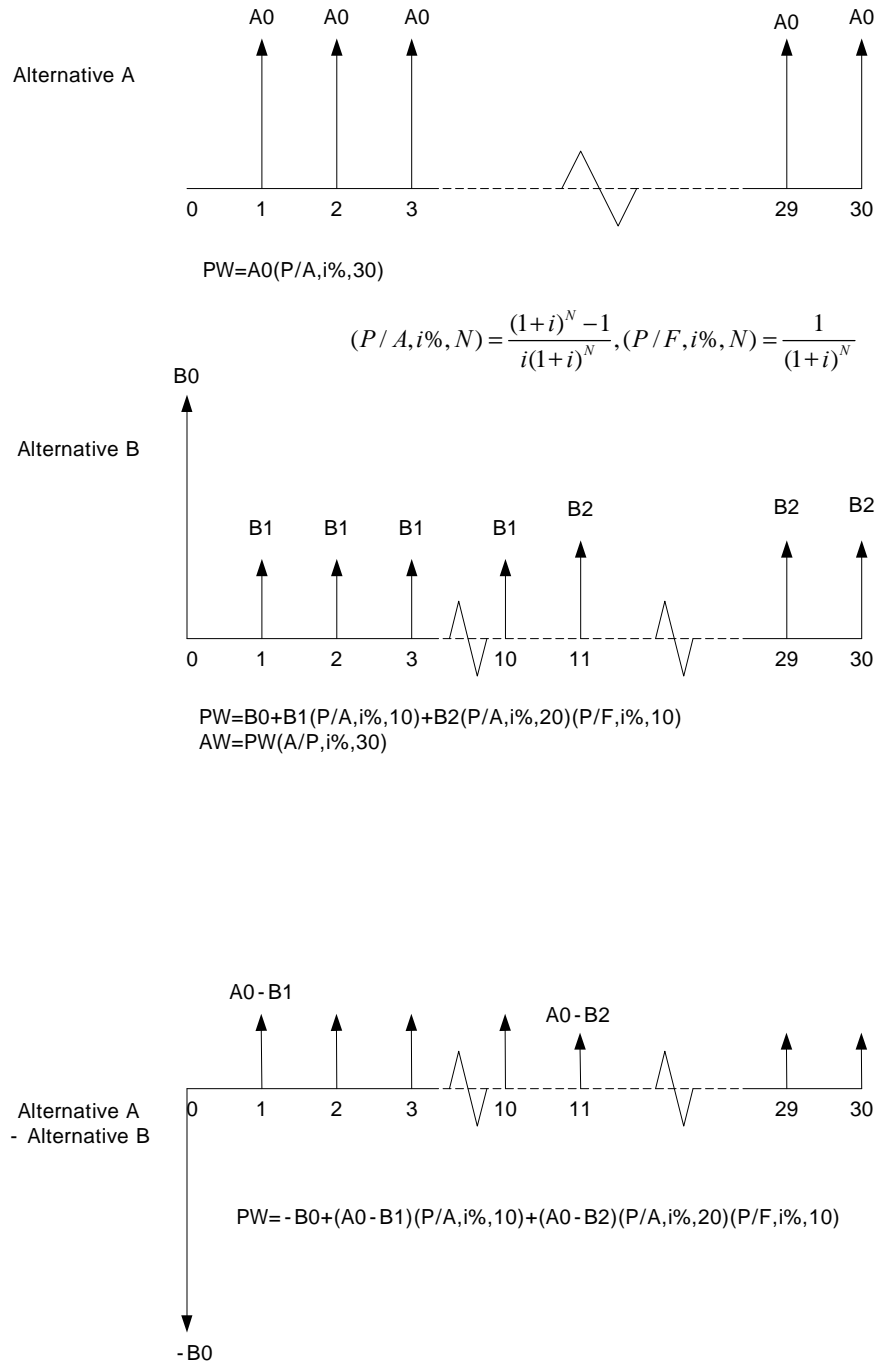 A0 A0 A0 A0 A0
Alternative A
0 1 2 3 29 30
PW=A0(P/A,i%,30)
(P/A,i%,N)=\frac{(1+i)^N-1}{i(1+i)^N},(P/F,i%,N)=\frac{1}{(1+i)^N}
B0
Alternative B
B1 B1 B1 B1 B2 B2 B2
0 1 2 3 10 11 29 30
PW=B0+B1(P/A,i%,10)+B2(P/A,i%,20)(P/F,i%,10)
AW=PW(A/P,i%,30)
A0-B1
A0-B2
0 1 2 3 10 11 29 30
Alternative A
- Alternative B
PW=-B0+(A0-B1)(P/A,i%,10)+(A0-B2)(P/A,i%,20)(P/F,i%,10)
-B0